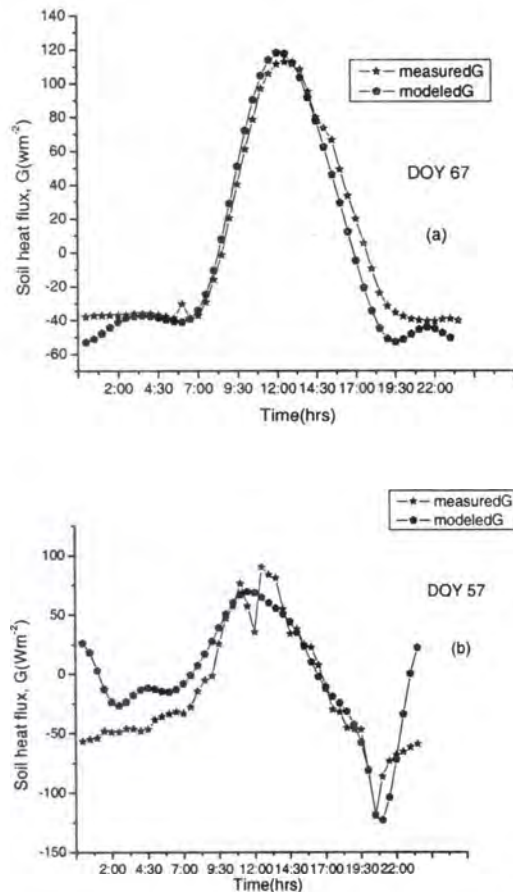 140
120
100
80
60
40
20
0
-20
-40
-60
Soil heat flux, G(wm-2)
measuredG
modeledG
DOY 67
(a)
2:00 4:30 7:00 9:30 12:00 14:30 17:00 19:30 22:00
Time(hrs)
measuredG
modeledG
100
50
0
-50
-100
-150
Soil heat flux, G(Wm-2)
DOY 57
(b)
2:00 4:30 7:00 9:30 12:00 14:30 17:00 19:30 22:00
Time(hrs)